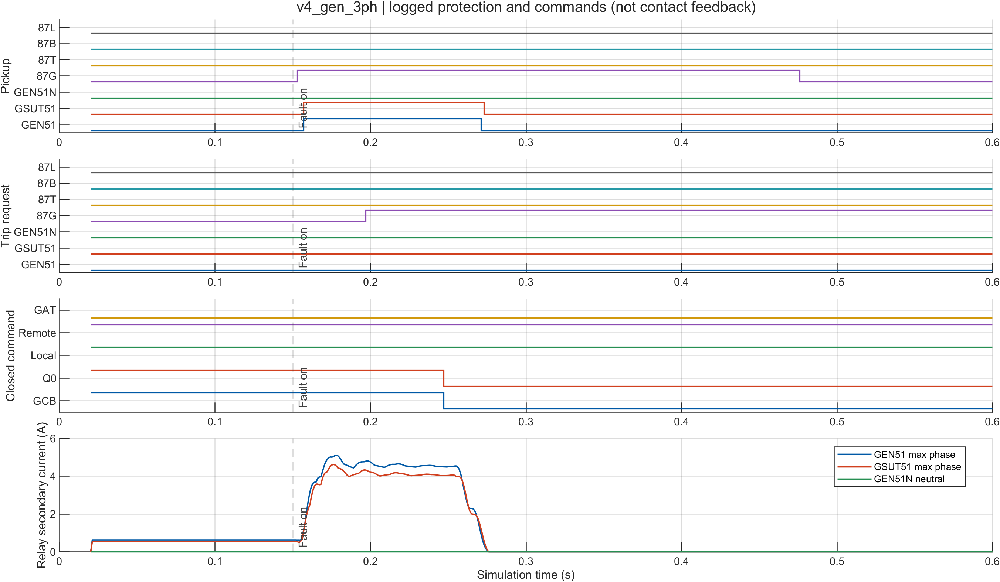 v4_gen_3ph | logged protection and commands (not contact feedback)
Pickup
87L
87B
87T
87G
GEN51N
GSUT51
GEN51
Fault on
0 0.1 0.2 0.3 0.4 0.5 0.6
Trip request
87L
87B
87T
87G
GEN51N
GSUT51
GEN51
Fault on
0 0.1 0.2 0.3 0.4 0.5 0.6
Closed command
GAT
Remote
Local
Q0
GCB
Fault on
0 0.1 0.2 0.3 0.4 0.5 0.6
Relay secondary current (A)
6
4
2
0
Fault on
GEN51 max phase
GSUT51 max phase
GEN51N neutral
0 0.1 0.2 0.3 0.4 0.5 0.6
Simulation time (s)